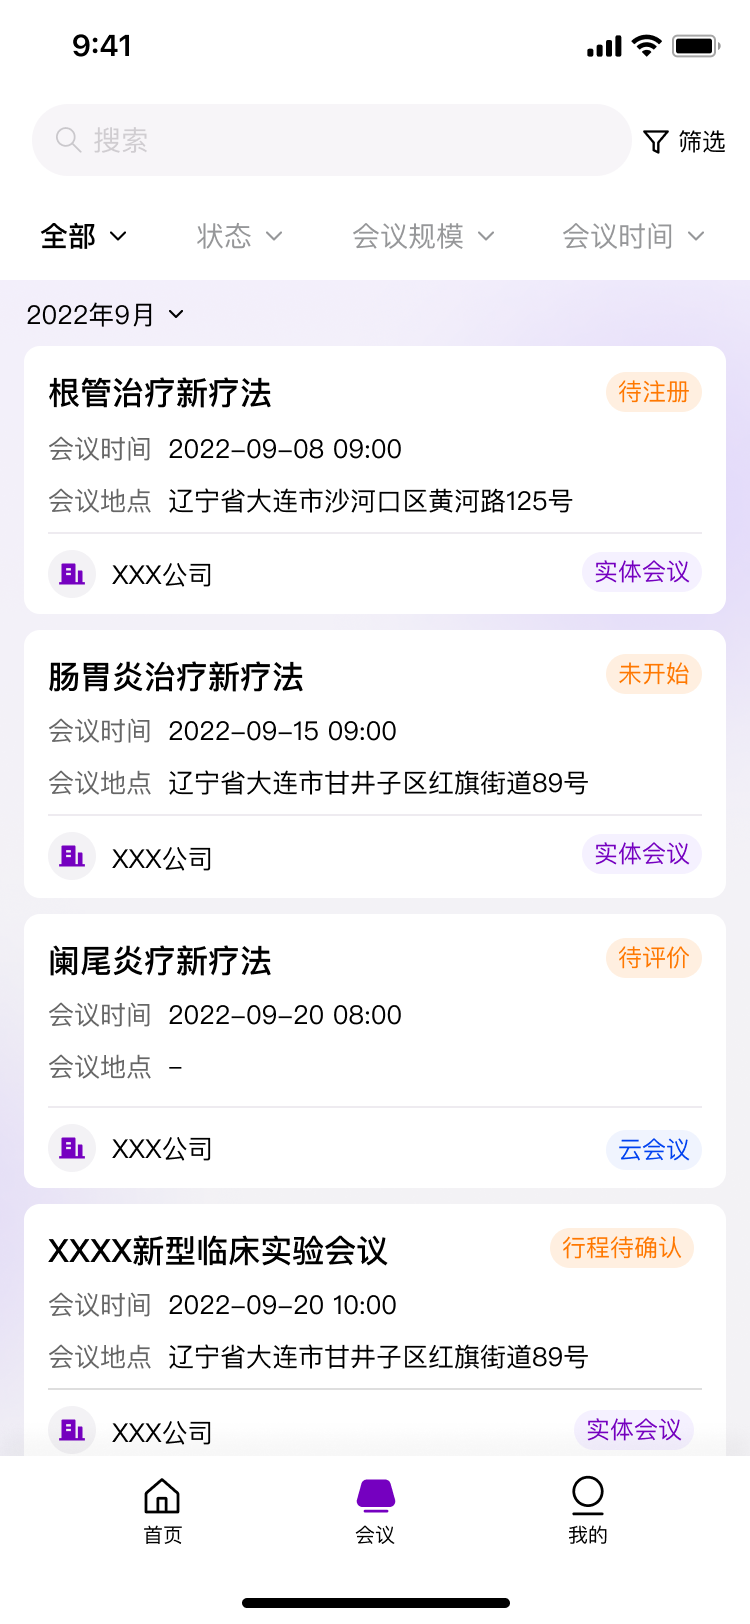 9:41
搜索
筛选
全部 状态 会议规模 会议时间
2022年9月
根管治疗新疗法 待注册
会议时间 2022-09-08 09:00
会议地点 辽宁省大连市沙河口区黄河路125号
XXX公司 实体会议
肠胃炎治疗新疗法 未开始
会议时间 2022-09-15 09:00
会议地点 辽宁省大连市甘井子区红旗街道89号
XXX公司 实体会议
阑尾炎疗新疗法 待评价
会议时间 2022-09-20 08:00
会议地点 -
XXX公司 云会议
XXXX新型临床实验会议 行程待确认
会议时间 2022-09-20 10:00
会议地点 辽宁省大连市甘井子区红旗街道89号
XXX公司 实体会议
首页 会议 我的